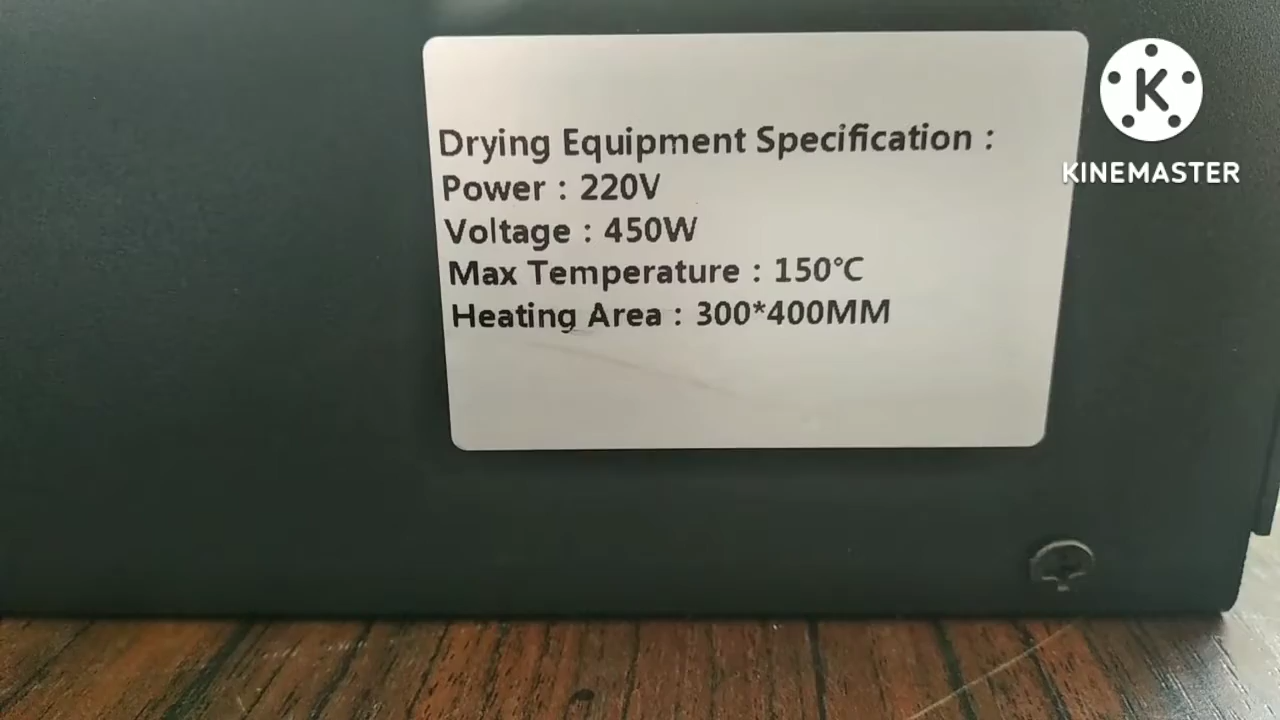 Drying Equipment Specification :
Power : 220V
Voltage : 450W
Max Temperature : 150℃
Heating Area : 300*400MM
K
KINEMASTER